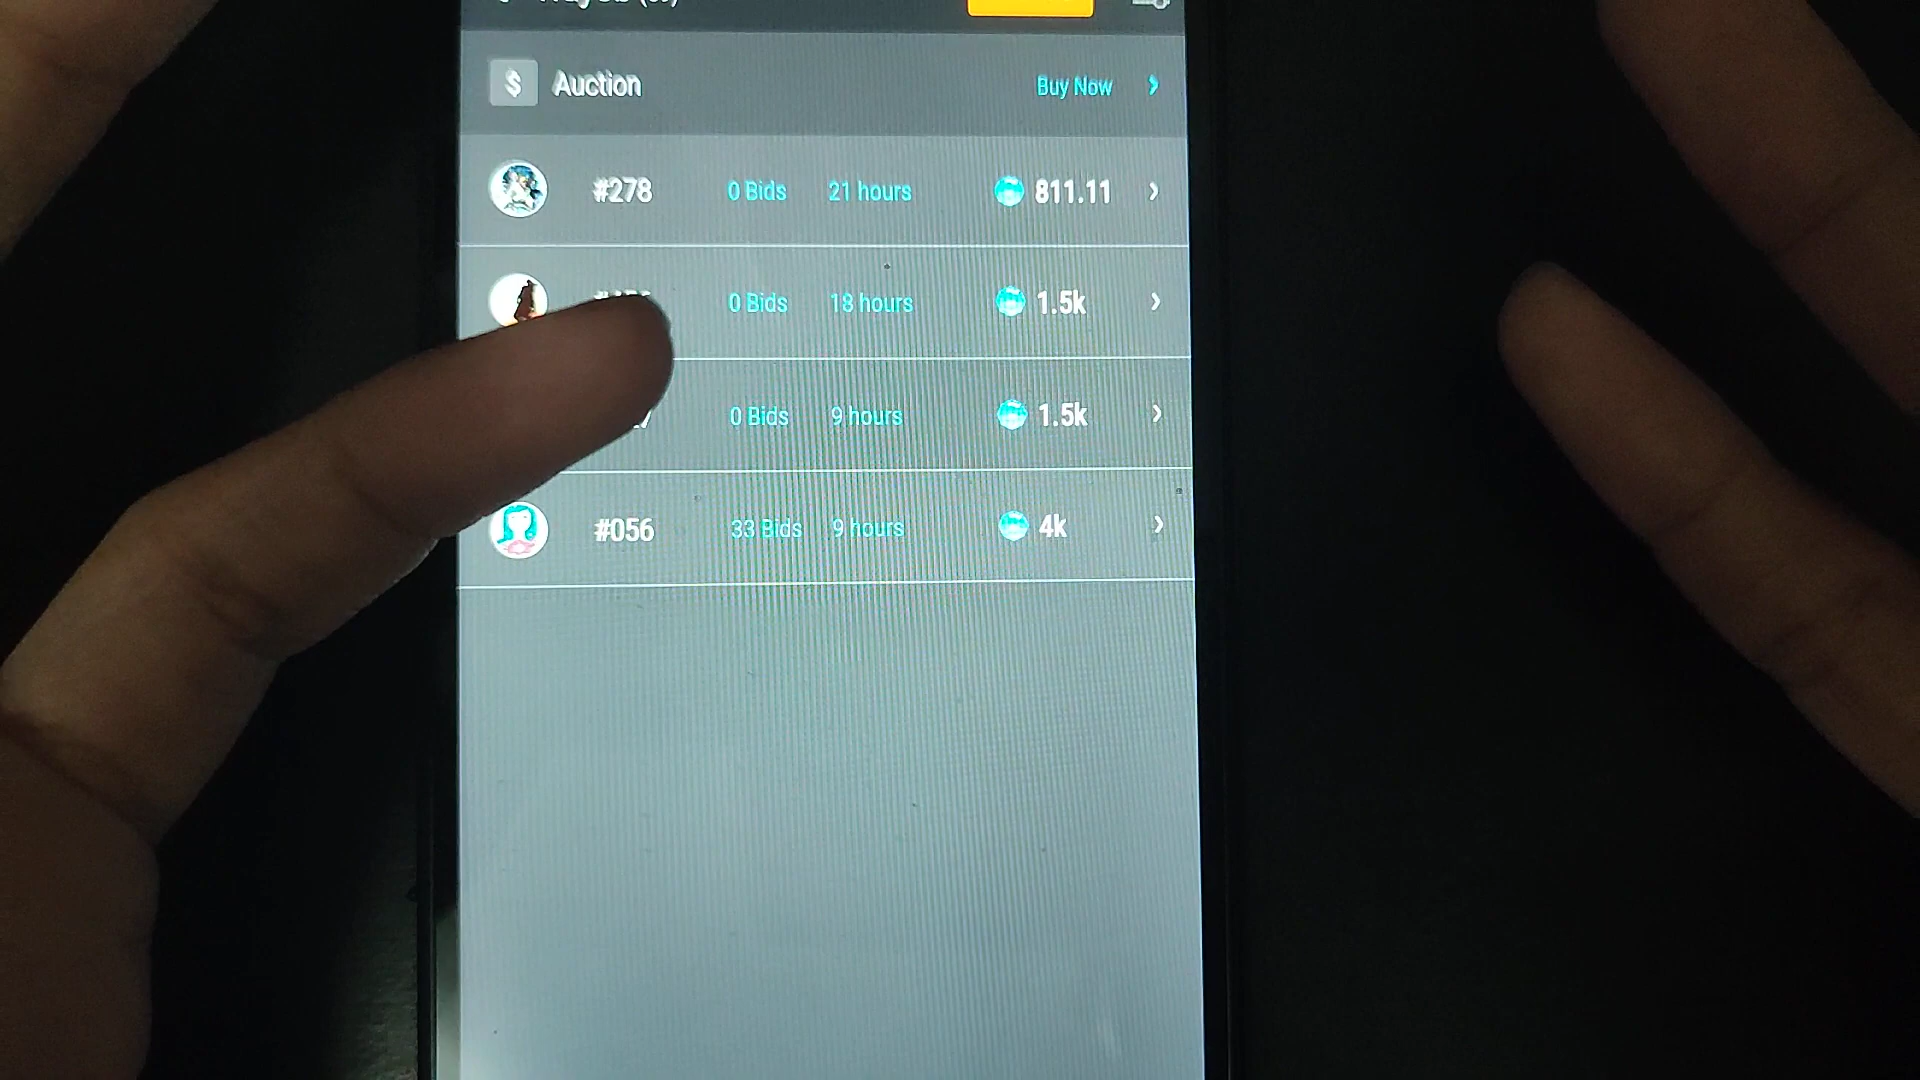 $ Auction Buy Now
#278 0 Bids 21 hours 811.11
0 Bids 18 hours 1.5k
0 Bids 9 hours 1.5k
#056 33 Bids 9 hours 4k